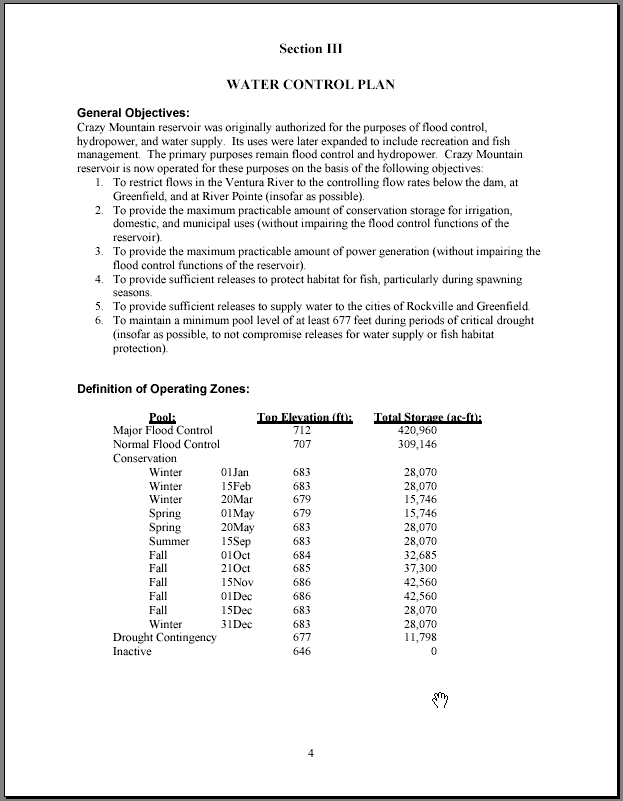 Section III
WATER CONTROL PLAN
General Objectives:
Crazy Mountain reservoir was originally authorized for the purposes of flood control,
hydropower, and water supply. Its uses were later expanded to include recreation and fish
management. The primary purposes remain flood control and hydropower. Crazy Mountain
reservoir is now operated for these purposes on the basis of the following objectives:
1. To restrict flows in the Ventura River to the controlling flow rates below the dam, at
Greenfield, and at River Pointe (insofar as possible).
2. To provide the maximum practicable amount of conservation storage for irrigation,
domestic, and municipal uses (without impairing the flood control functions of the
reservoir).
3. To provide the maximum practicable amount of power generation (without impairing the
flood control functions of the reservoir).
4. To provide sufficient releases to protect habitat for fish, particularly during spawning
seasons.
5. To provide sufficient releases to supply water to the cities of Rockville and Greenfield.
6. To maintain a minimum pool level of at least 677 feet during periods of critical drought
(insofar as possible, to not compromise releases for water supply or fish habitat
protection).
Definition of Operating Zones:
Pool: Top Elevation (ft): Total Storage (ac-ft):
Major Flood Control 712 420,960
Normal Flood Control 707 309,146
Conservation
Winter 01Jan 683 28,070
Winter 15Feb 683 28,070
Winter 20Mar 679 15,746
Spring 01May 679 15,746
Spring 20May 683 28,070
Summer 15Sep 683 28,070
Fall 01Oct 684 32,685
Fall 21Oct 685 37,300
Fall 15Nov 686 42,560
Fall 01Dec 686 42,560
Fall 15Dec 683 28,070
Winter 31Dec 683 28,070
Drought Contingency 677 11,798
Inactive 646 0
4